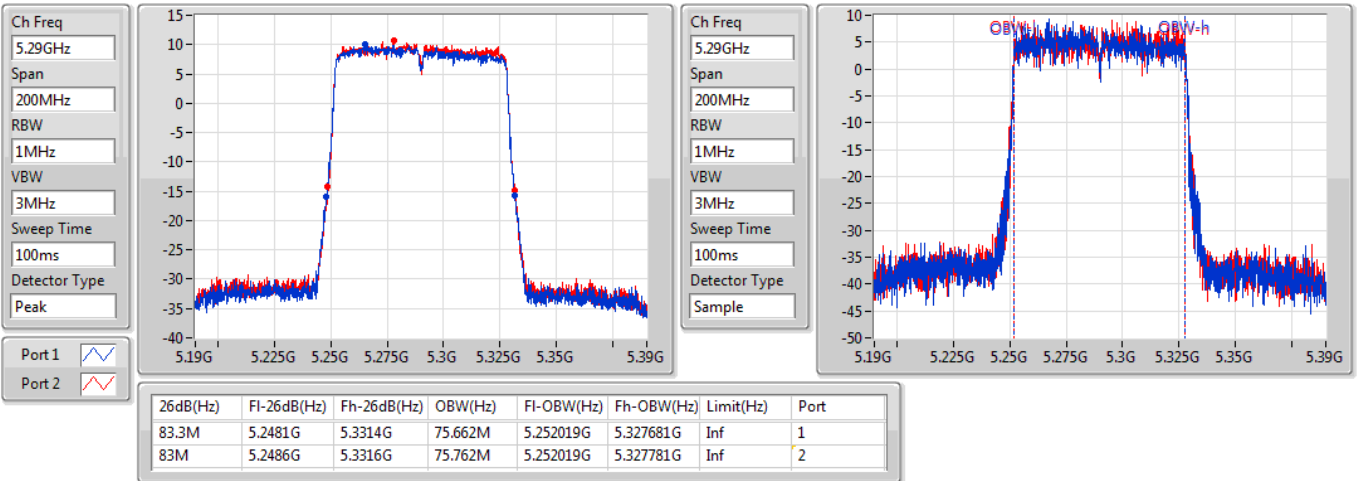 Ch Freq
5.29GHz
Span
200MHz
RBW
1MHz
VBW
3MHz
Sweep Time
100ms
Detector Type
Peak
Port 1
Port 2
15
10
5
0
-5
-10
-15
-20
-25
-30
-35
-40
5.19G 5.225G 5.25G 5.275G 5.3G 5.325G 5.35G 5.39G
Ch Freq
5.29GHz
Span
200MHz
RBW
1MHz
VBW
3MHz
Sweep Time
100ms
Detector Type
Sample
10
5
0
-5
-10
-15
-20
-25
-30
-35
-40
-45
-50
OBW-l OBW-h
5.19G 5.225G 5.25G 5.275G 5.3G 5.325G 5.35G 5.39G
26dB(Hz) Fl-26dB(Hz) Fh-26dB(Hz) OBW(Hz) Fl-OBW(Hz) Fh-OBW(Hz) Limit(Hz) Port
83.3M 5.2481G 5.3314G 75.662M 5.252019G 5.327681G Inf 1
83M 5.2486G 5.3316G 75.762M 5.252019G 5.327781G Inf 2